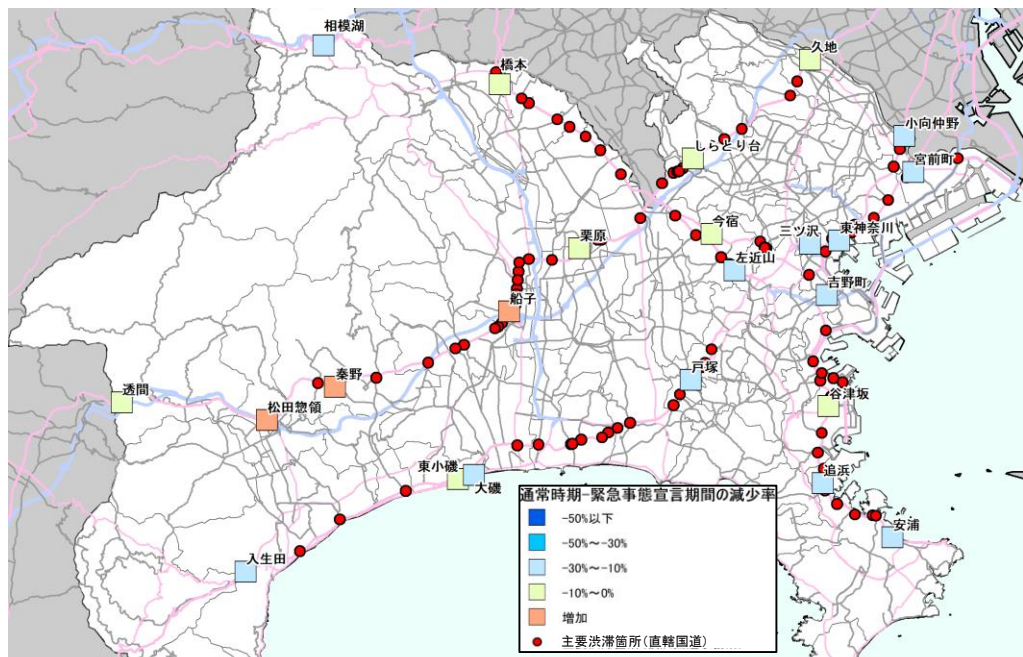 相模湖
橋本
久地
小向仲野
宮前町
しらとり台
今宿
三ツ沢
東神奈川
栗原
左近山
吉野町
船子
戸塚
秦野
透間
松田惣領
谷津坂
東小磯
大磯
追浜
安浦
入生田
通常時期-緊急事態宣言期間の減少率
-50%以下
-50%～-30%
-30%～-10%
-10%～0%
増加
主要渋滞箇所(直轄国道)